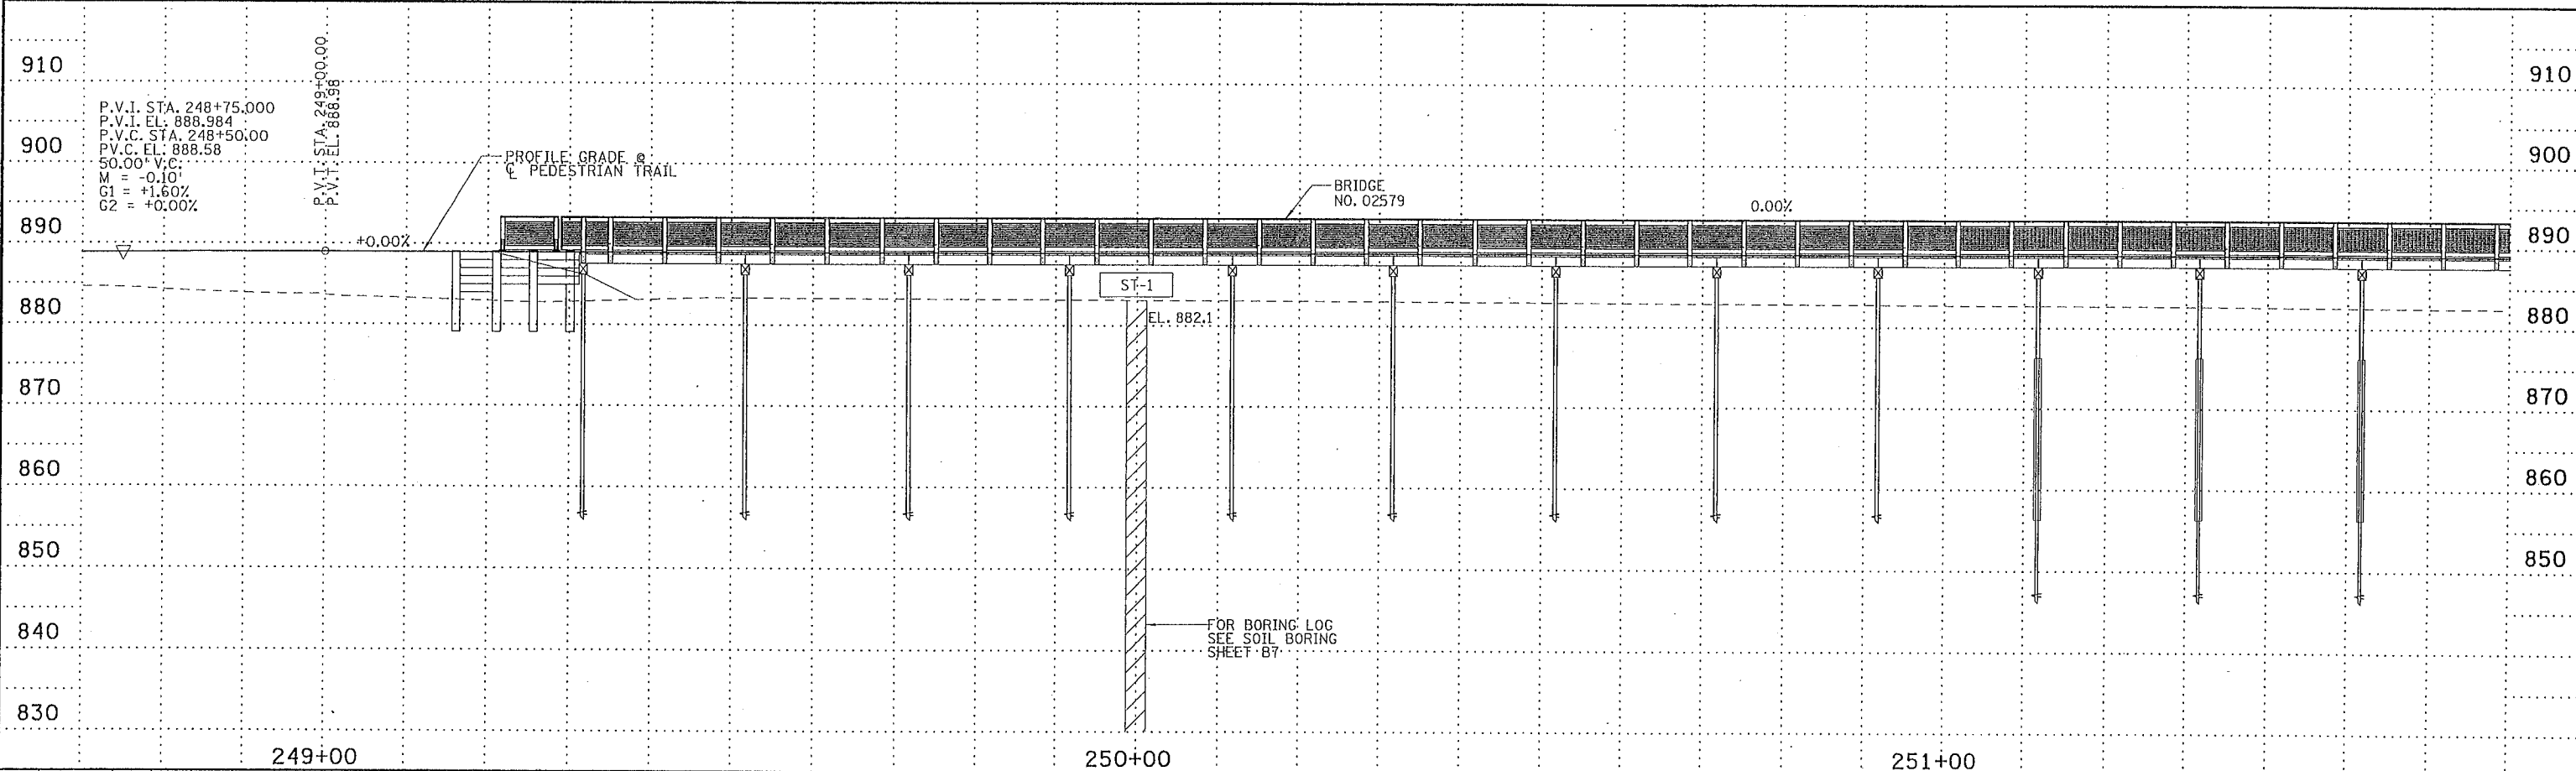 910
910
P.V.I. STA. 248+75.000
P.V.I. EL. 888.984
P.V.C. STA. 248+50.00
PV.C. EL. 888.58
50.00' V.C.
M = -0.10'
G1 = +1.60%
G2 = +0.00%
P.V.T. STA. 249+00.00
P.V.T. EL. 888.98
900
900
PROFILE GRADE @
℄ PEDESTRIAN TRAIL
BRIDGE
NO. 02579
0.00%
890
+0.00%
890
880
ST-1
EL. 882.1
880
870
870
860
860
850
850
840
FOR BORING LOG
SEE SOIL BORING
SHEET B7
830
249+00
250+00
251+00